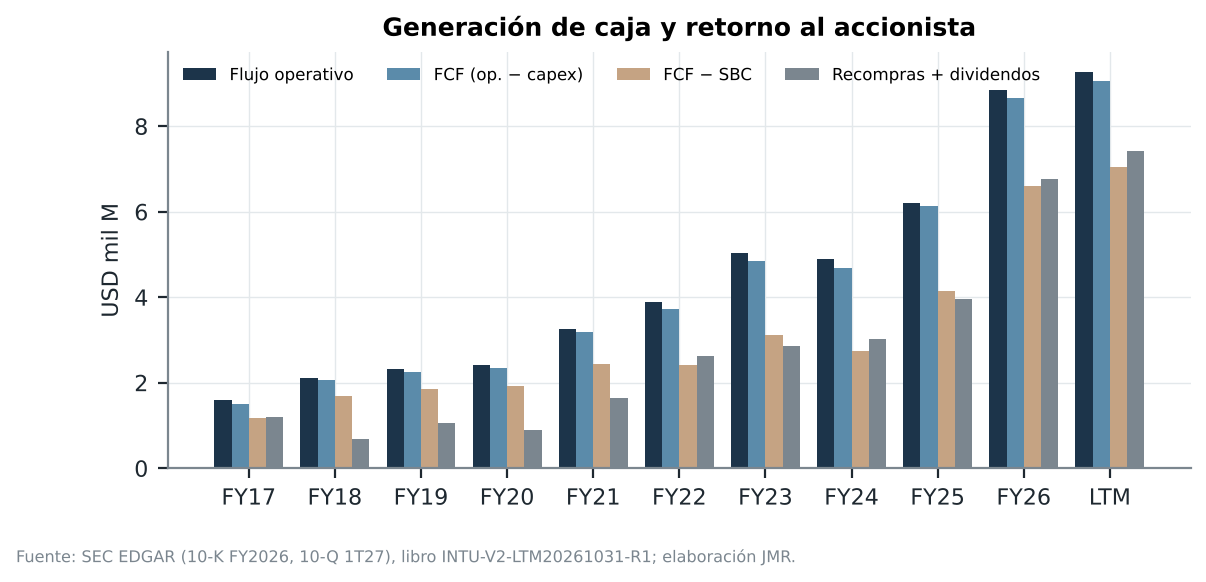 Generación de caja y retorno al accionista
Flujo operativo FCF (op. − capex) FCF − SBC Recompras + dividendos
USD mil M
8
6
4
2
0
FY17 FY18 FY19 FY20 FY21 FY22 FY23 FY24 FY25 FY26 LTM
Fuente: SEC EDGAR (10-K FY2026, 10-Q 1T27), libro INTU-V2-LTM20261031-R1; elaboración JMR.